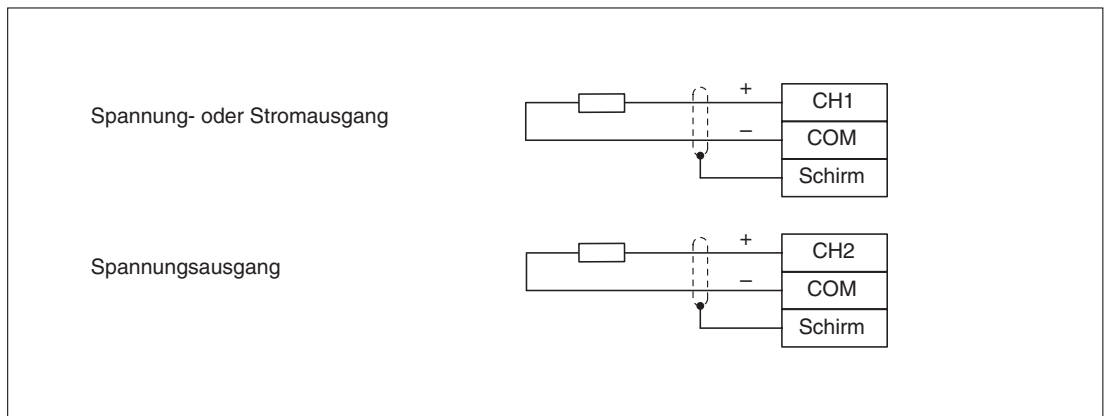 Spannung- oder Stromausgang
+
CH1
–
COM
Schirm
Spannungsausgang
+
CH2
–
COM
Schirm